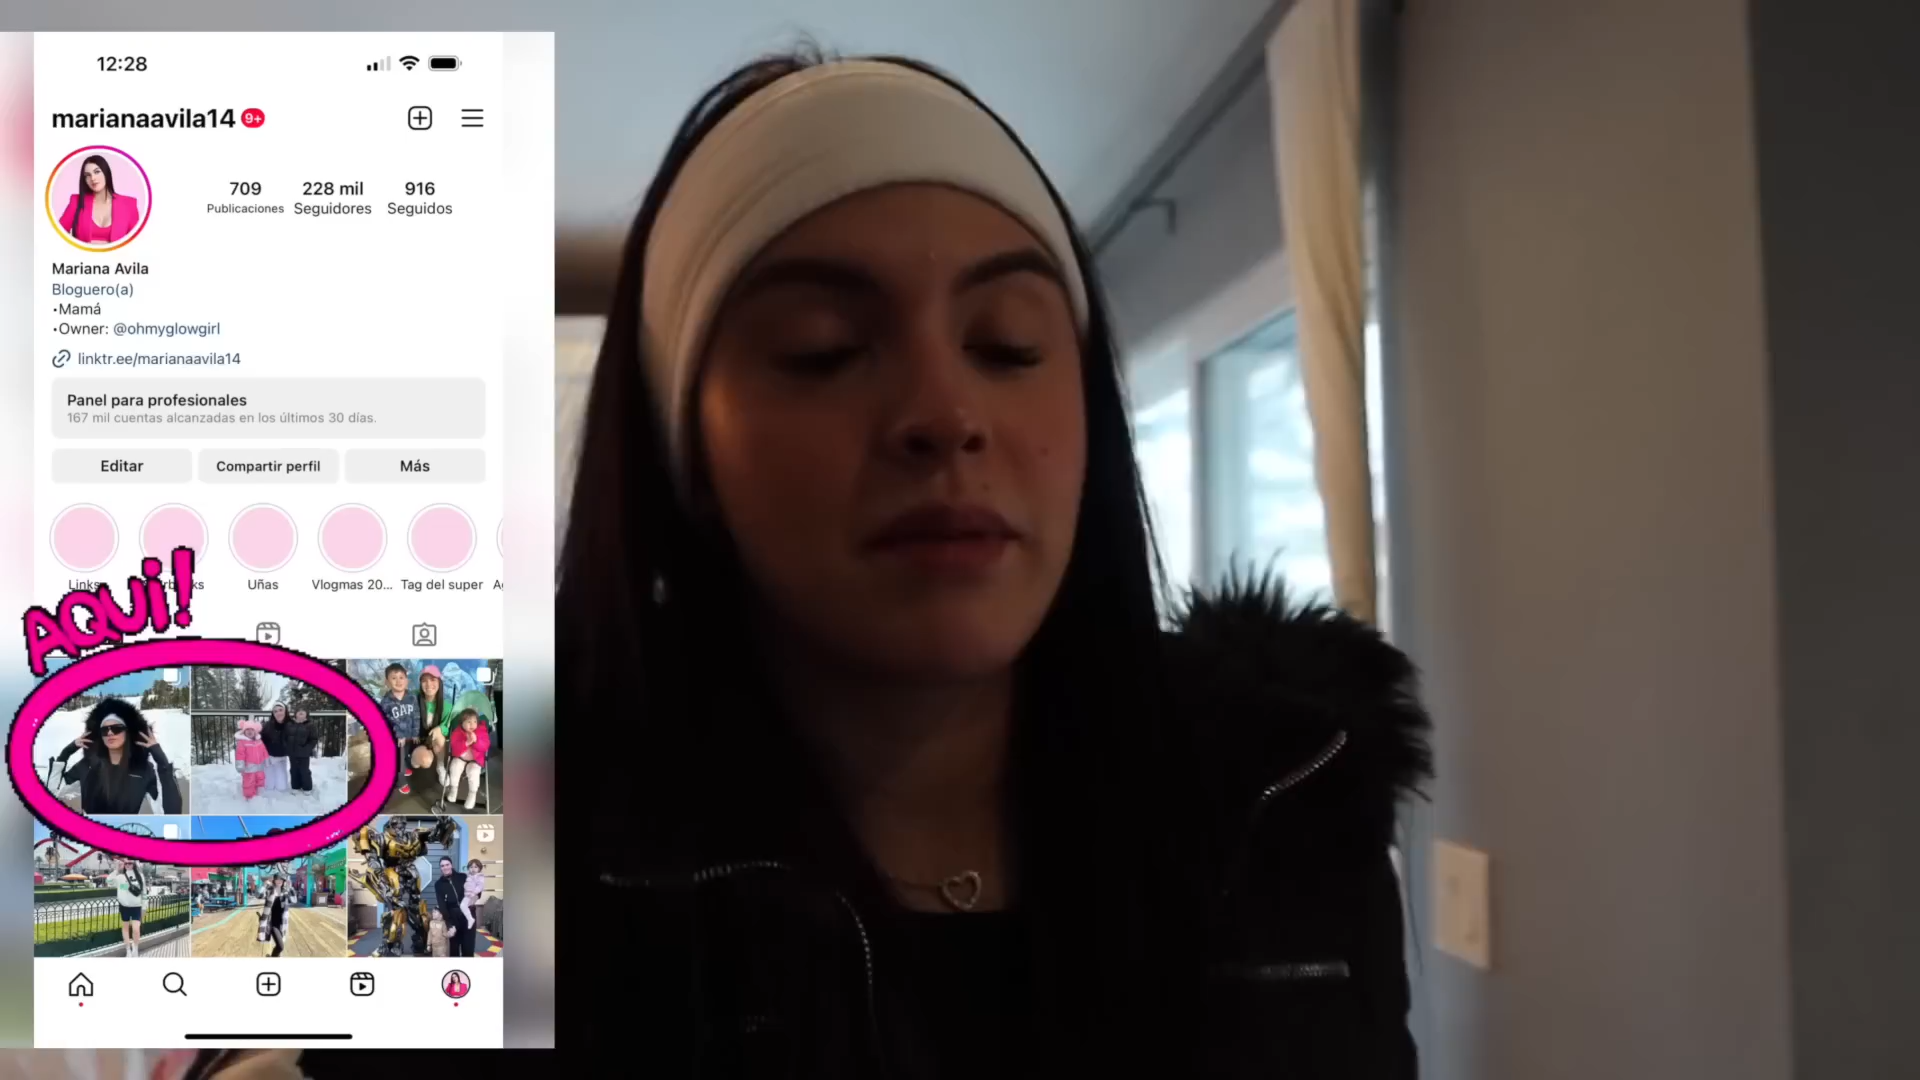 12:28
marianaavila14 9+
709 228 mil 916
Publicaciones Seguidores Seguidos
Mariana Avila
Bloguero(a)
•Mamá
•Owner: @ohmyglowgirl
linktr.ee/marianaavila14
Panel para profesionales
167 mil cuentas alcanzadas en los últimos 30 días.
Editar Compartir perfil Más
Links Uñas Vlogmas 20... Tag del super
AQUi!
GAP